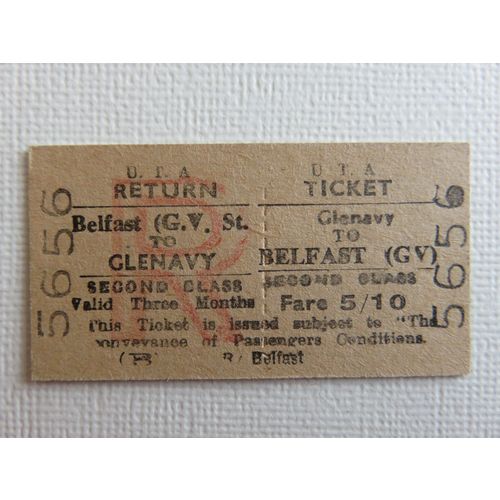 U. T. A U T A
RETURN TICKET
Belfast (G.V. St. Glenavy
TO TO
GLENAVY BELFAST (GV)
SECOND CLASS SECOND CLASS
Valid Three Months Fare 5/10
This Ticket is issued subject to "The
conveyance of Passengers Conditions.
Belfast
R
5656
5656